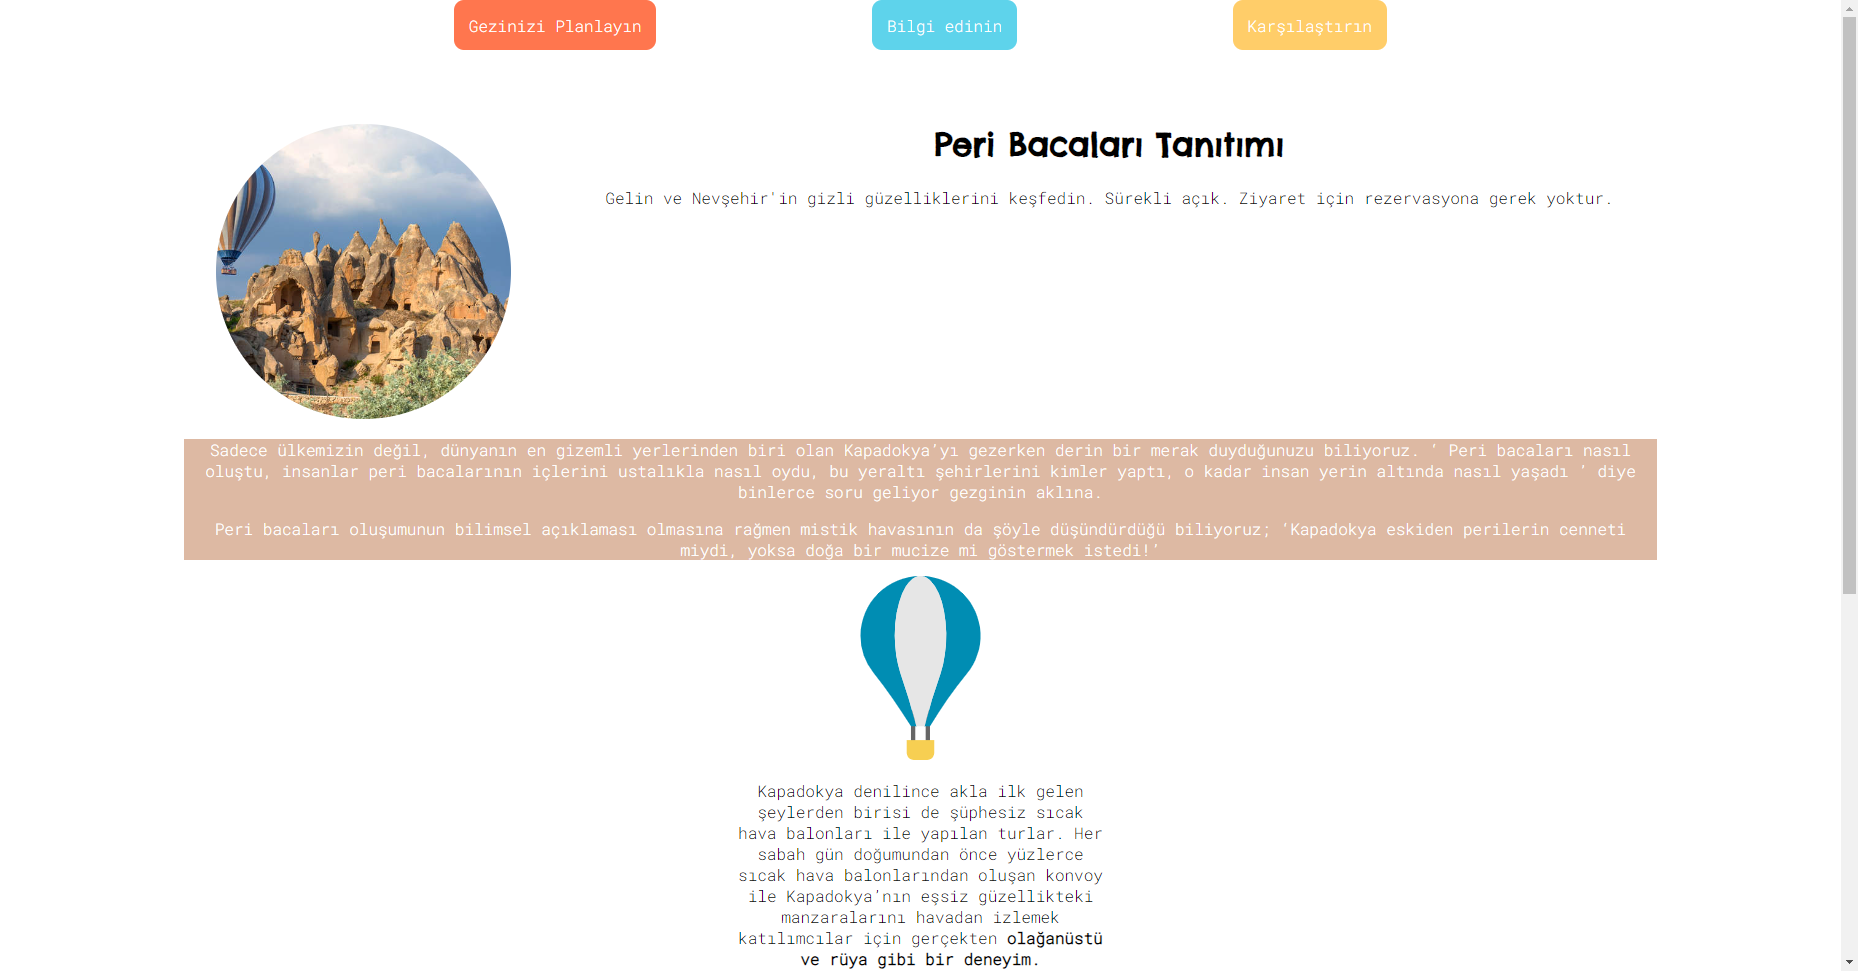 Gezinizi Planlayın
Bilgi edinin
Karşılaştırın
Peri Bacaları Tanıtımı
Gelin ve Nevşehir'in gizli güzelliklerini keşfedin. Sürekli açık. Ziyaret için rezervasyona gerek yoktur.
Sadece ülkemizin değil, dünyanın en gizemli yerlerinden biri olan Kapadokya’yı gezerken derin bir merak duyduğunuzu biliyoruz. ’ Peri bacaları nasıl
oluştu, insanlar peri bacalarının içlerini ustalıkla nasıl oydu, bu yeraltı şehirlerini kimler yaptı, o kadar insan yerin altında nasıl yaşadı ’ diye
binlerce soru geliyor gezginin aklına.
Peri bacaları oluşumunun bilimsel açıklaması olmasına rağmen mistik havasının da şöyle düşündürdüğü biliyoruz; ‘Kapadokya eskiden perilerin cenneti
miydi, yoksa doğa bir mucize mi göstermek istedi!’
Kapadokya denilince akla ilk gelen
şeylerden birisi de şüphesiz sıcak
hava balonları ile yapılan turlar. Her
sabah gün doğumundan önce yüzlerce
sıcak hava balonlarından oluşan konvoy
ile Kapadokya’nın eşsiz güzellikteki
manzaralarını havadan izlemek
katılımcılar için gerçekten olağanüstü
ve rüya gibi bir deneyim.